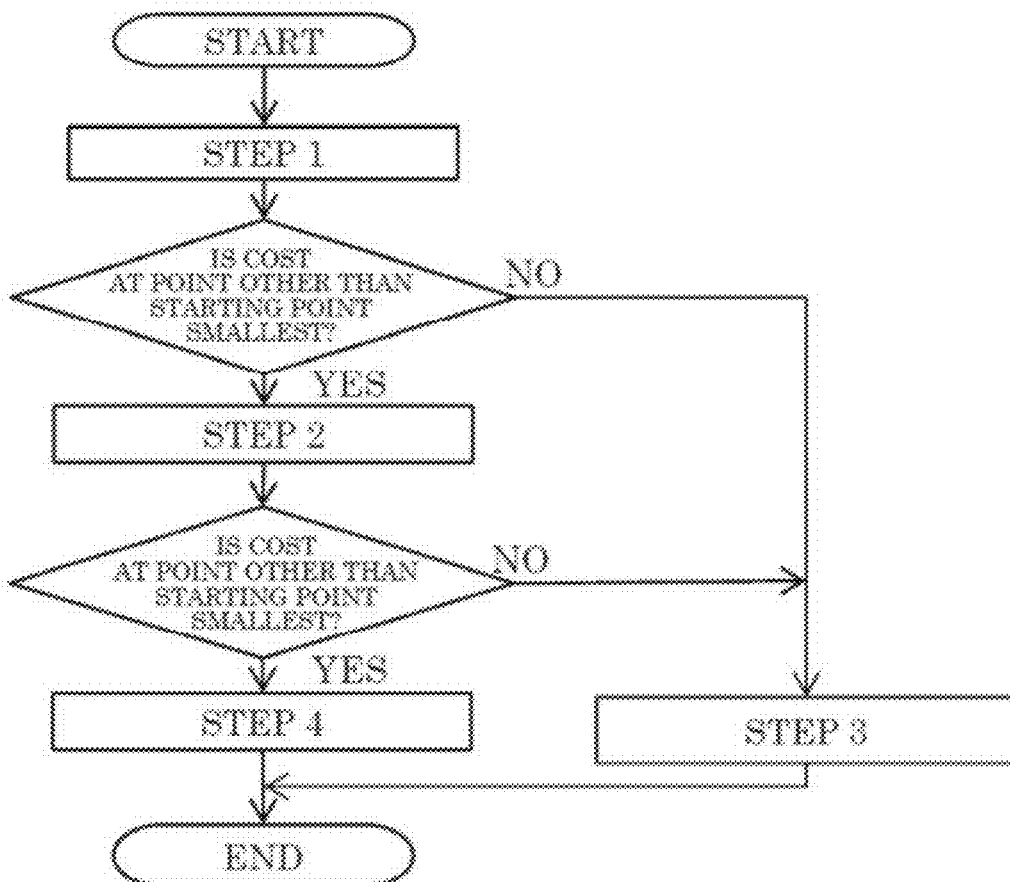 START
STEP 1
IS COST
AT POINT OTHER THAN
STARTING POINT
SMALLEST?
NO
YES
STEP 2
IS COST
AT POINT OTHER THAN
STARTING POINT
SMALLEST?
NO
YES
STEP 4
STEP 3
END